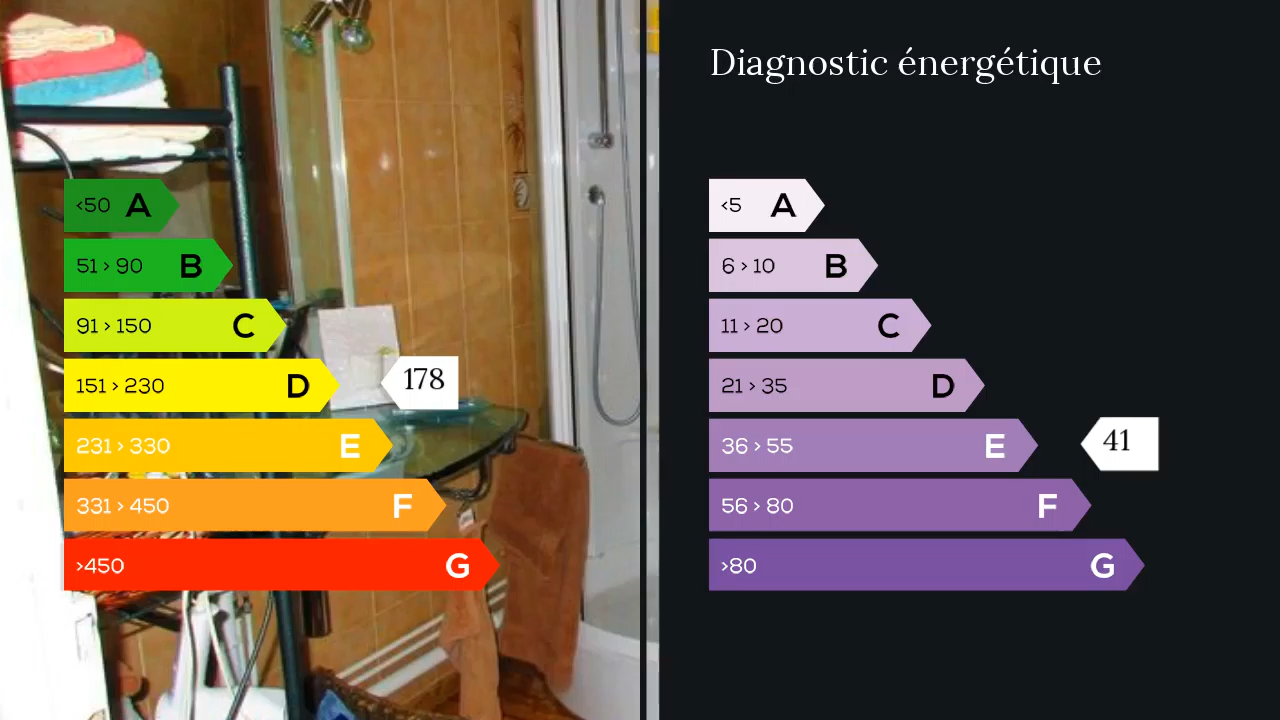 Diagnostic énergétique
<50 A
51 > 90 B
91 > 150 C
151 > 230 D
178
231 > 330 E
331 > 450 F
>450 G
<5 A
6 > 10 B
11 > 20 C
21 > 35 D
36 > 55 E
41
56 > 80 F
>80 G